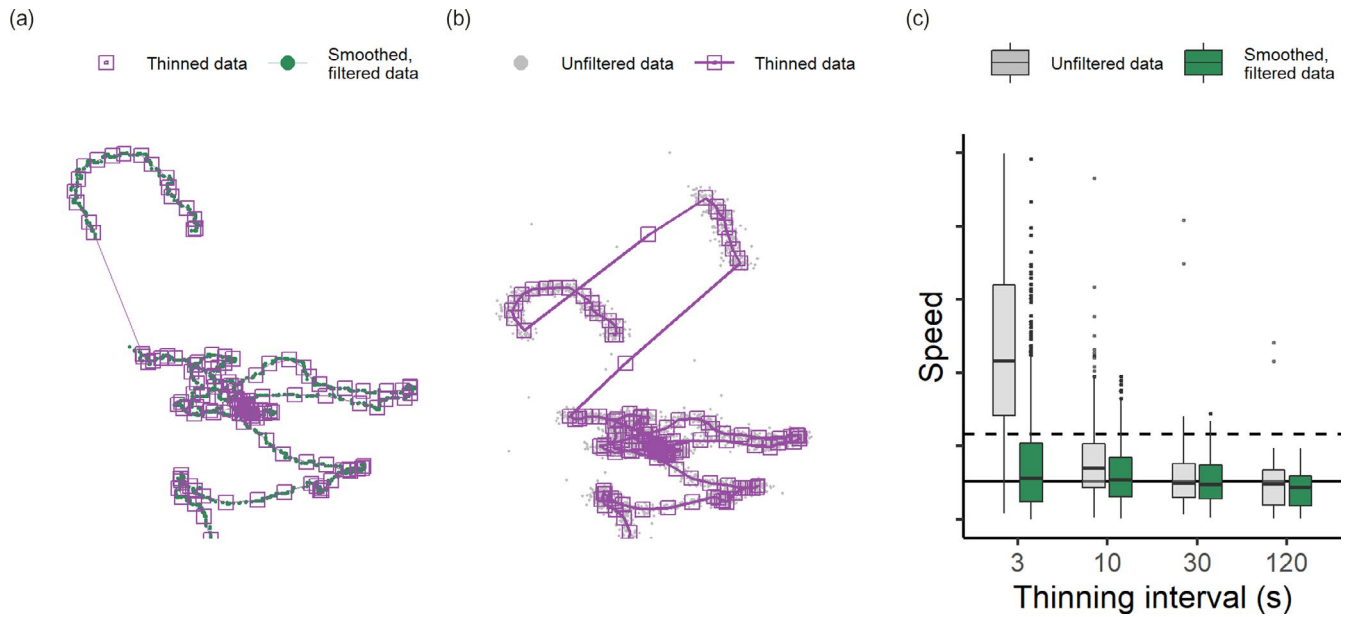 (a)
Thinned data
Smoothed,
filtered data
(b)
Unfiltered data
Thinned data
(c)
Unfiltered data
Smoothed,
filtered data
Speed
3
10
30
120
Thinning interval (s)